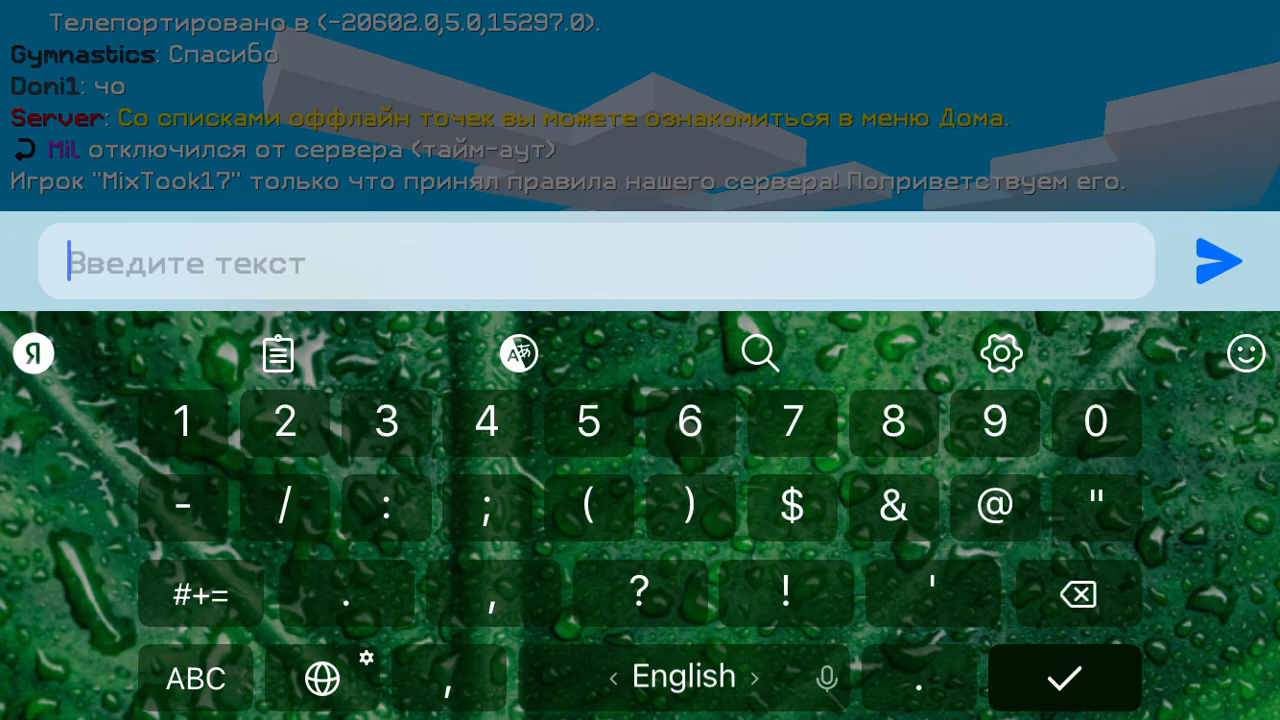 Телепортировано в (-20602.0,5.0,15297.0).
Gymnastics: Спасибо
Doni1: чо
Server: Со списками оффлайн точек вы можете ознакомиться в меню Дома.
Mil отключился от сервера (тайм-аут)
Игрок "MixTook17" только что принял правила нашего сервера! Поприветствуем его.
Введите текст
Я
1 2 3 4 5 6 7 8 9 0
- / : ; ( ) $ & @ "
#+= . , ? ! '
ABC , ‹ English › .